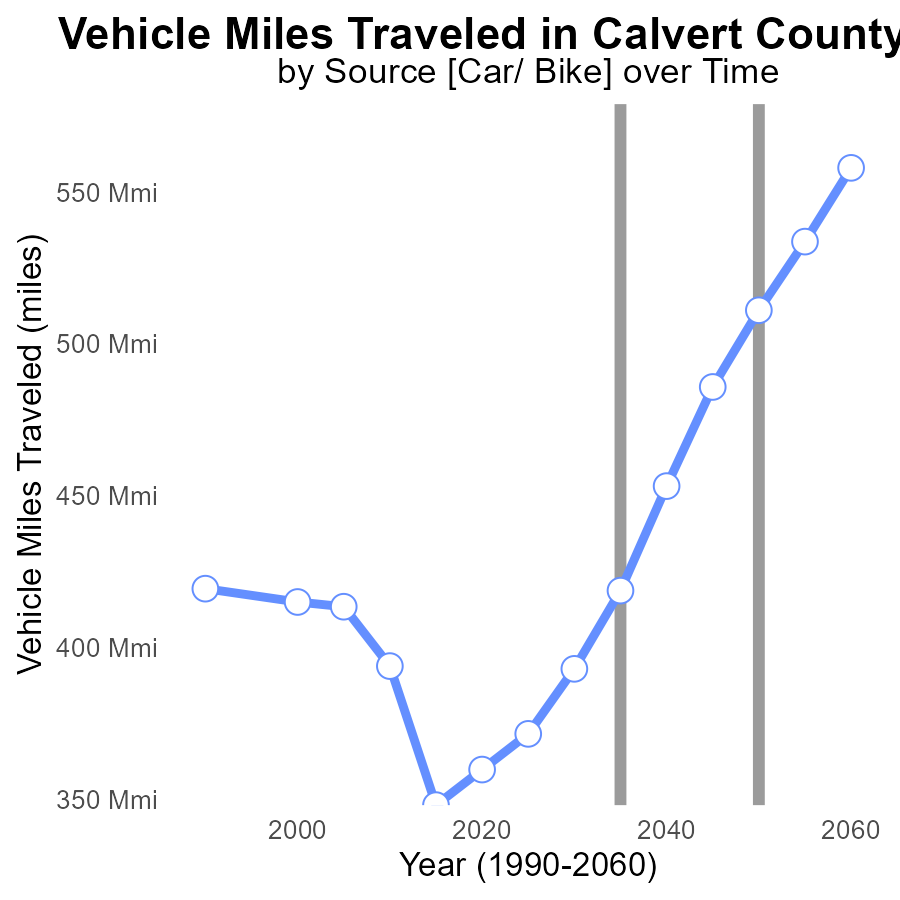 Vehicle Miles Traveled in Calvert County
by Source [Car/ Bike] over Time
Vehicle Miles Traveled (miles)
550 Mmi
500 Mmi
450 Mmi
400 Mmi
350 Mmi
2000 2020 2040 2060
Year (1990-2060)